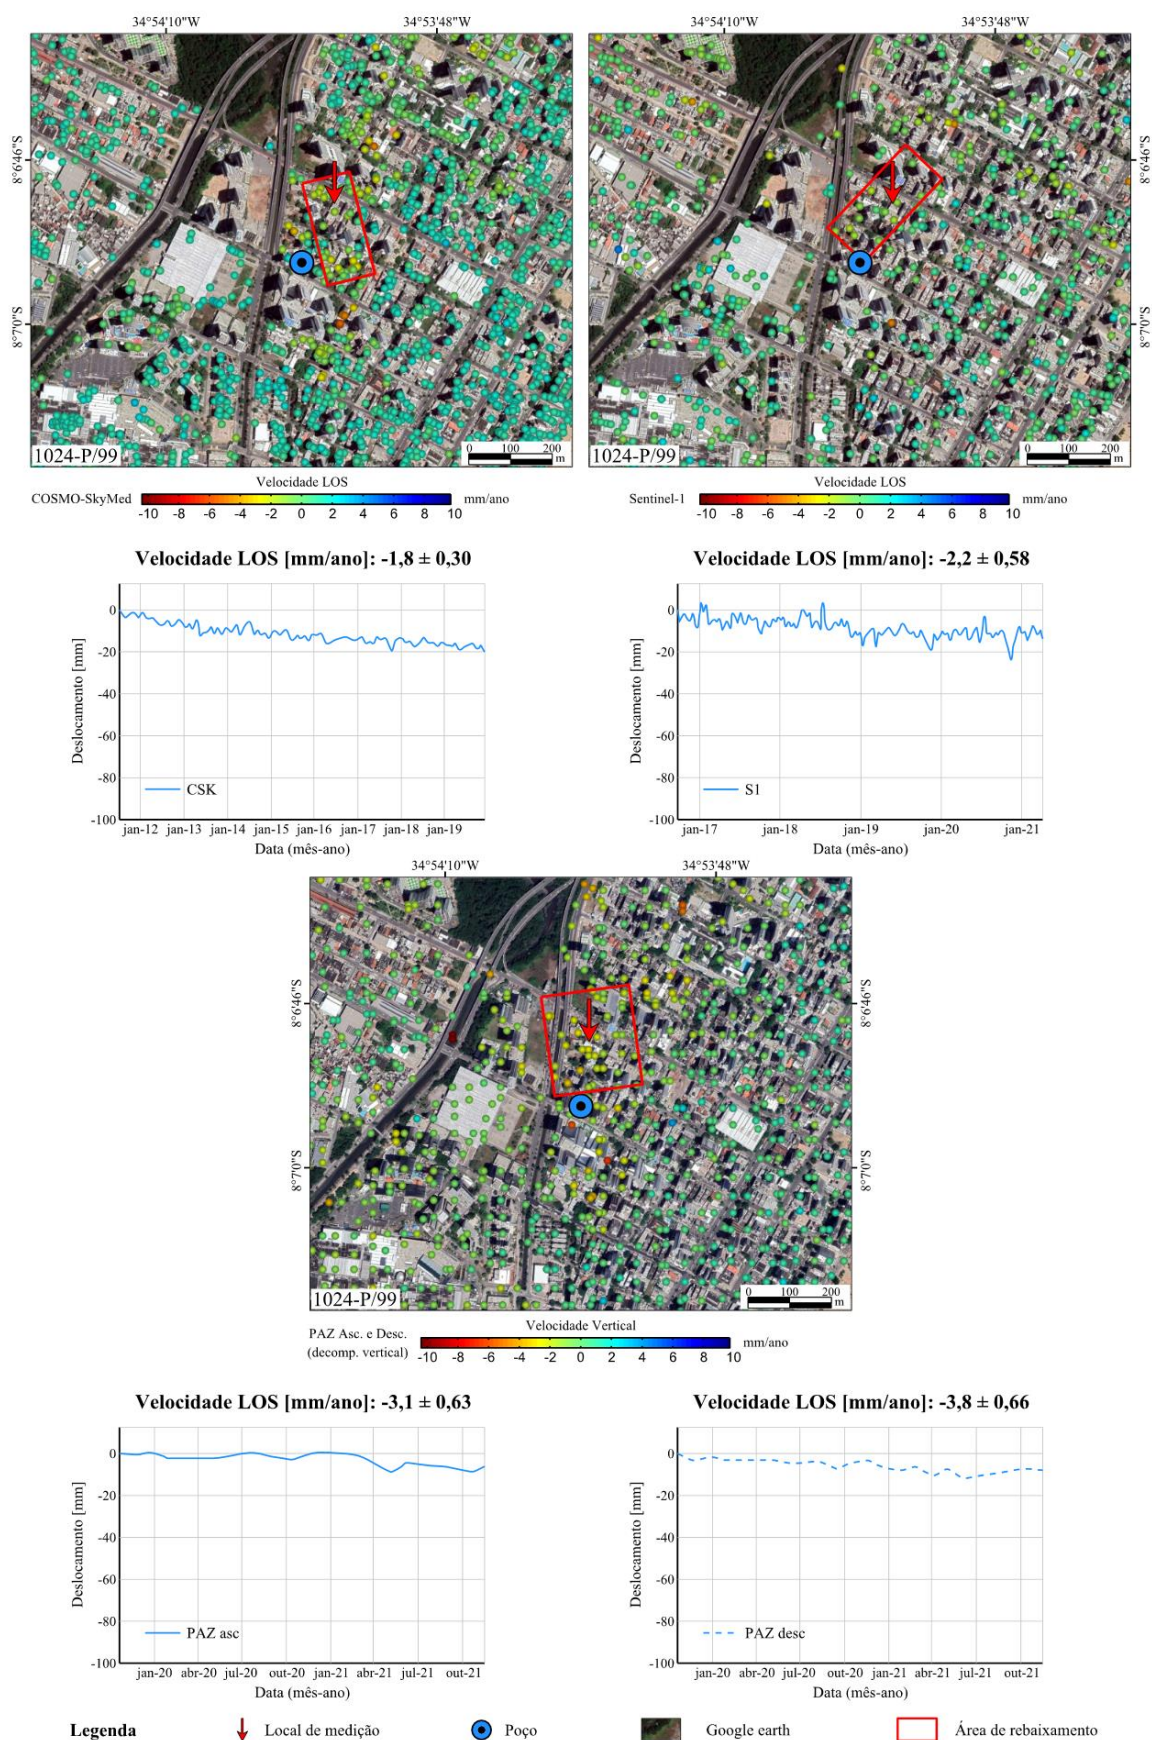 34°54'10"W 34°53'48"W 34°54'10"W 34°53'48"W
8°6'46"S 8°6'46"S
8°7'0"S 8°7'0"S
0 100 200
m
0 100 200
m
1024-P/99 1024-P/99
Velocidade LOS Velocidade LOS
COSMO-SkyMed mm/ano Sentinel-1 mm/ano
-10 -8 -6 -4 -2 0 2 4 6 8 10 -10 -8 -6 -4 -2 0 2 4 6 8 10
Velocidade LOS [mm/ano]: -1,8 ± 0,30
Deslocamento [mm]
0
-20
-40
-60
-80
-100
CSK
jan-12 jan-13 jan-14 jan-15 jan-16 jan-17 jan-18 jan-19
Data (mês-ano)
Velocidade LOS [mm/ano]: -2,2 ± 0,58
Deslocamento [mm]
0
-20
-40
-60
-80
-100
S1
jan-17 jan-18 jan-19 jan-20 jan-21
Data (mês-ano)
34°54'10"W 34°53'48"W
8°6'46"S 8°6'46"S
8°7'0"S 8°7'0"S
0 100 200
m
1024-P/99
Velocidade Vertical
PAZ Asc. e Desc. mm/ano
(decomp. vertical)
-10 -8 -6 -4 -2 0 2 4 6 8 10
Velocidade LOS [mm/ano]: -3,1 ± 0,63
Deslocamento [mm]
0
-20
-40
-60
-80
-100
PAZ asc
jan-20 abr-20 jul-20 out-20 jan-21 abr-21 jul-21 out-21
Data (mês-ano)
Velocidade LOS [mm/ano]: -3,8 ± 0,66
Deslocamento [mm]
0
-20
-40
-60
-80
-100
PAZ desc
jan-20 abr-20 jul-20 out-20 jan-21 abr-21 jul-21 out-21
Data (mês-ano)
Legenda Local de medição Poço Google earth Área de rebaixamento